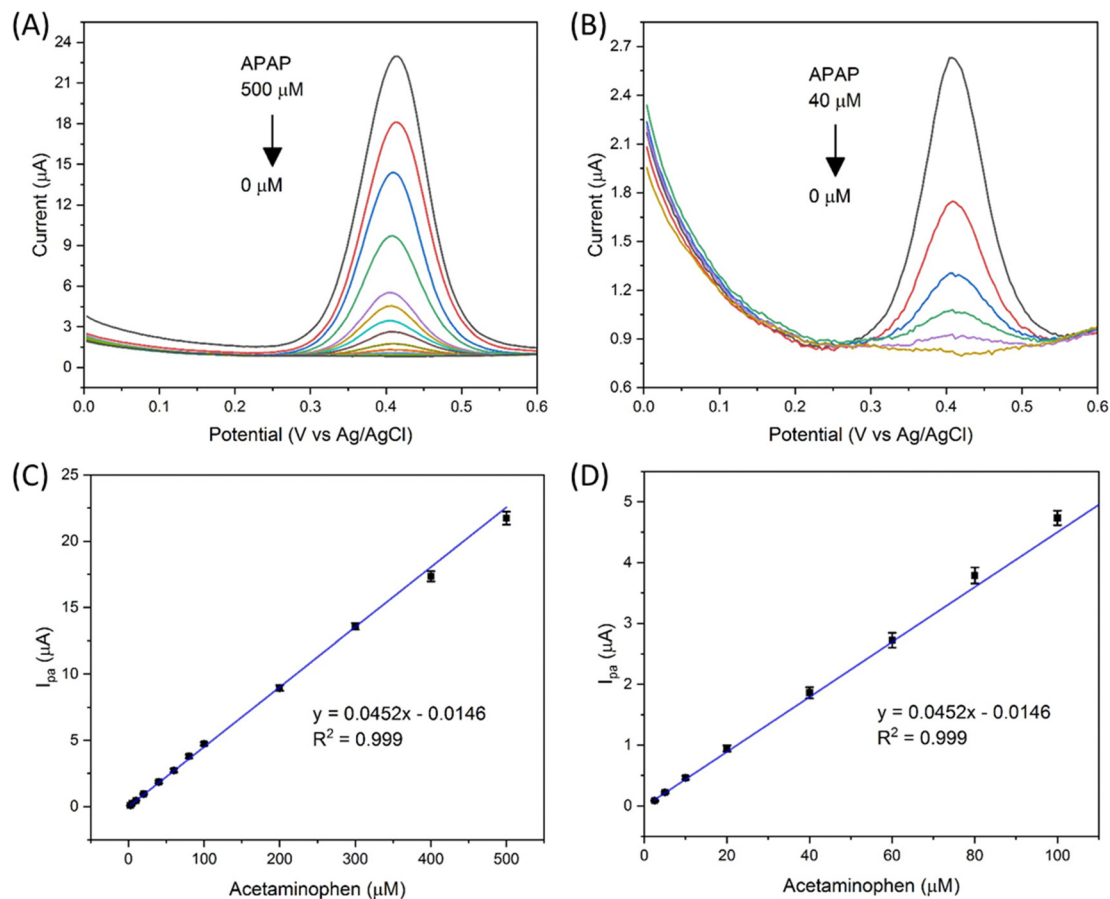 (A)
24
21
18
15
12
9
6
3
0
Current (μA)
APAP
500 μM
0 μM
0.0 0.1 0.2 0.3 0.4 0.5 0.6
Potential (V vs Ag/AgCl)
(B)
2.7
2.4
2.1
1.8
1.5
1.2
0.9
0.6
Current (μA)
APAP
40 μM
0 μM
0.0 0.1 0.2 0.3 0.4 0.5 0.6
Potential (V vs Ag/AgCl)
(C)
25
20
15
10
5
0
Ipa (μA)
y = 0.0452x - 0.0146
R² = 0.999
0 100 200 300 400 500
Acetaminophen (μM)
(D)
5
4
3
2
1
0
Ipa (μA)
y = 0.0452x - 0.0146
R² = 0.999
0 20 40 60 80 100
Acetaminophen (μM)